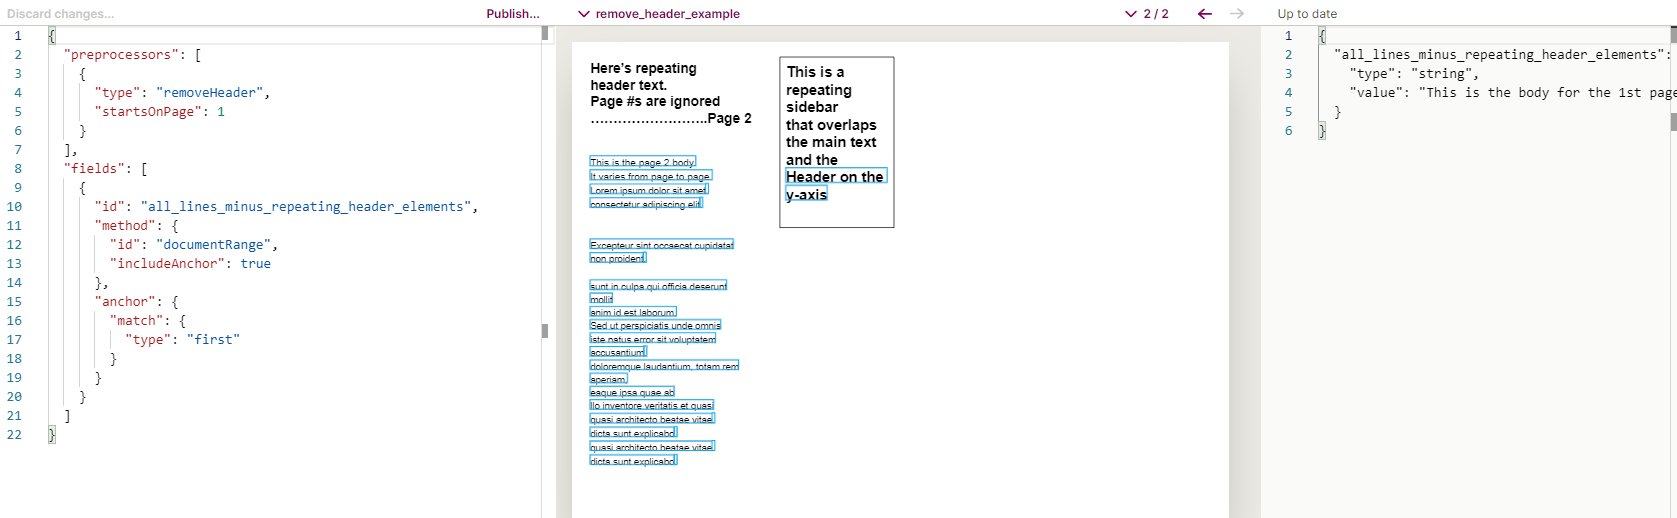 Discard changes...
Publish...
remove_header_example
2 / 2
Up to date
1 {
2 "preprocessors": [
3 {
4 "type": "removeHeader",
5 "startsOnPage": 1
6 }
7 ],
8 "fields": [
9 {
10 "id": "all_lines_minus_repeating_header_elements",
11 "method": {
12 "id": "documentRange",
13 "includeAnchor": true
14 },
15 "anchor": {
16 "match": {
17 "type": "first"
18 }
19 }
20 }
21 ]
22 }
Here's repeating
header text.
Page #s are ignored
...........................Page 2
This is the page 2 body.
It varies from page to page.
Lorem ipsum dolor sit amet,
consectetur adipiscing elit,
Excepteur sint occaecat cupidatat
non proident,
sunt in culpa qui officia deserunt
mollit
anim id est laborum.
Sed ut perspiciatis unde omnis
iste natus error sit voluptatem
accusantium
doloremque laudantium, totam rem
aperiam,
eaque ipsa quae ab
llo inventore veritatis et quasi
quasi architecto beatae vitae
dicta sunt explicabo
quasi architecto beatae vitae
dicta sunt explicabo
This is a
repeating
sidebar
that overlaps
the main text
and the
Header on the
y-axis
1 {
2 "all_lines_minus_repeating_header_elements":
3 "type": "string",
4 "value": "This is the body for the 1st page
5 }
6 }